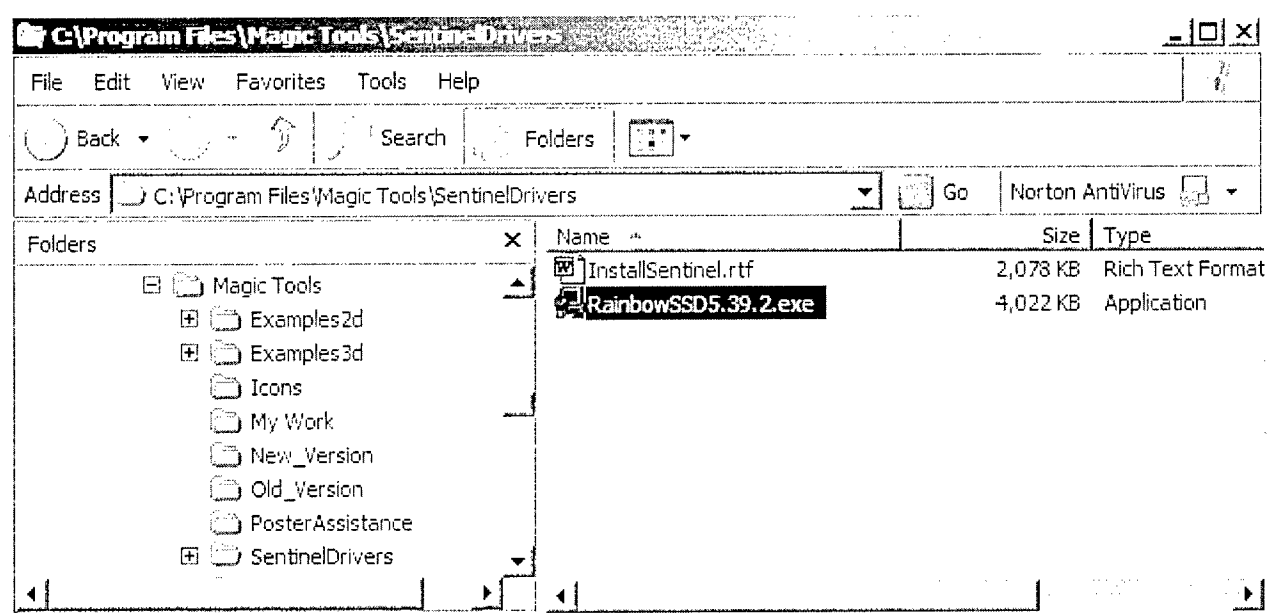 C:\Program Files\Magic Tools\SentinelDrivers
File Edit View Favorites Tools Help
Back Search Folders
Address C:\Program Files\Magic Tools\SentinelDrivers Go Norton AntiVirus
Folders
Name Size Type
Magic Tools
Examples2d
Examples3d
Icons
My Work
New_Version
Old_Version
PosterAssistance
SentinelDrivers
InstallSentinel.rtf 2,078 KB Rich Text Format
RainbowSSD5.39.2.exe 4,022 KB Application